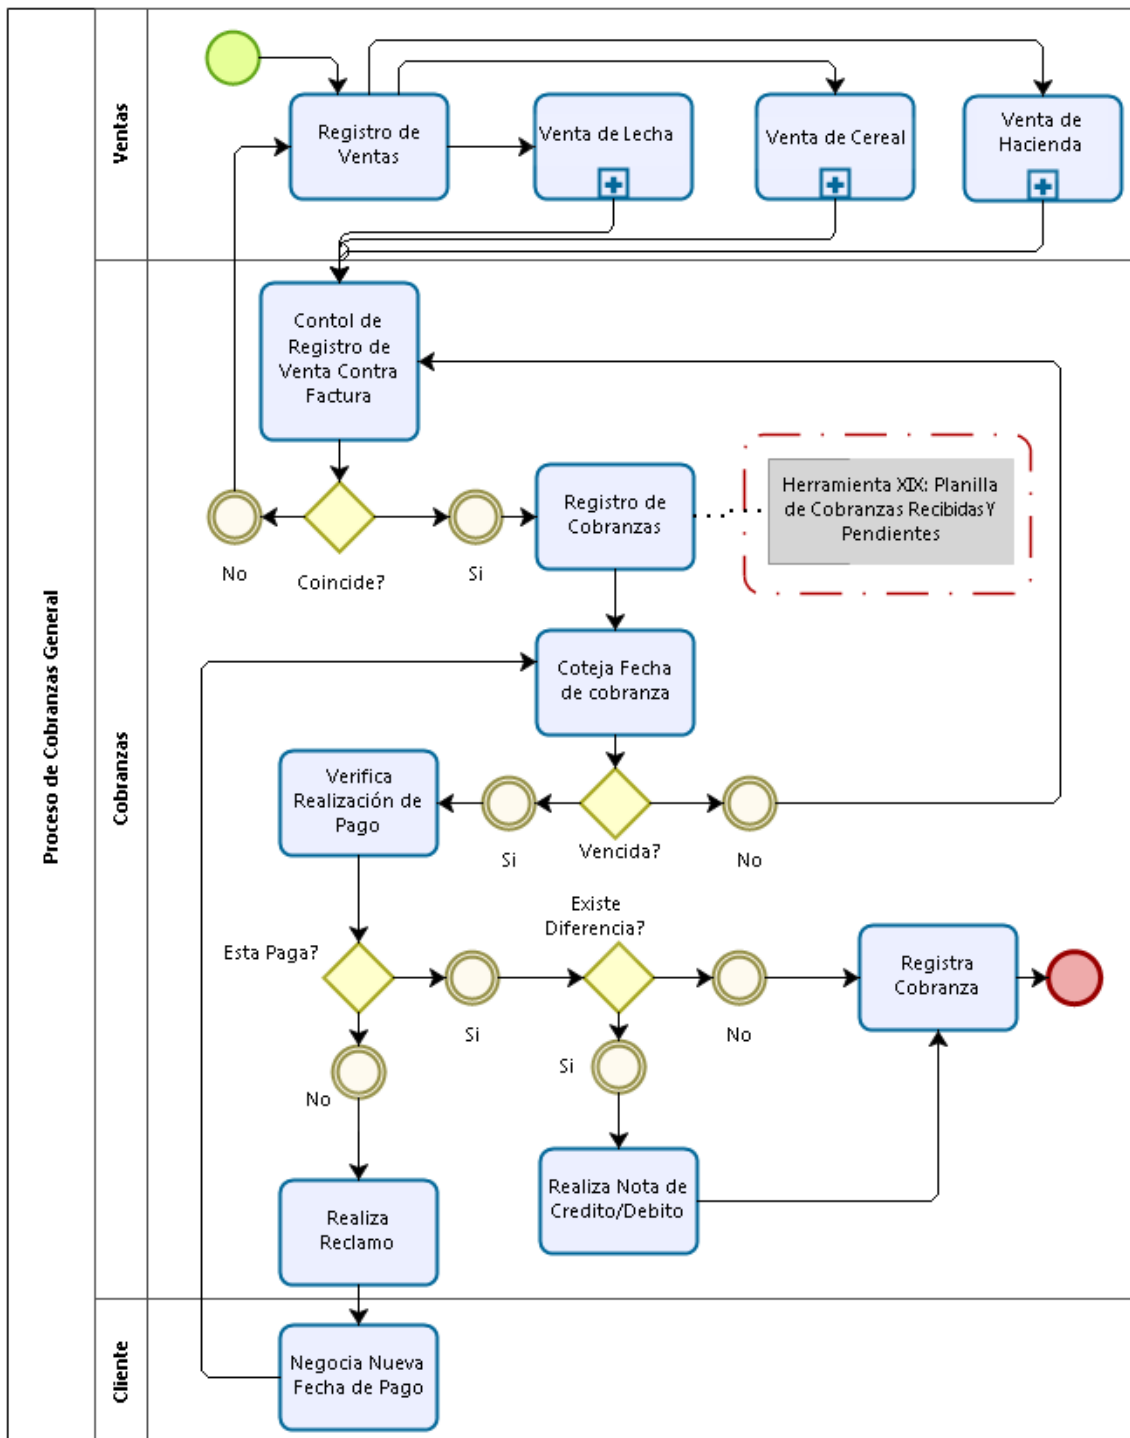 Proceso de Cobranzas General
Ventas
Registro de
Ventas
Venta de Lecha
Venta de Cereal
Venta de
Hacienda
Cobranzas
Contol de
Registro de
Venta Contra
Factura
No
Coincide?
Si
Registro de
Cobranzas
Herramienta XIX: Planilla
de Cobranzas Recibidas Y
Pendientes
Coteja Fecha
de cobranza
Verifica
Realización de
Pago
Si
Vencida?
No
Esta Paga?
Si
Existe
Diferencia?
No
Registra
Cobranza
No
Si
Realiza Nota de
Credito/Debito
Realiza
Reclamo
Cliente
Negocia Nueva
Fecha de Pago